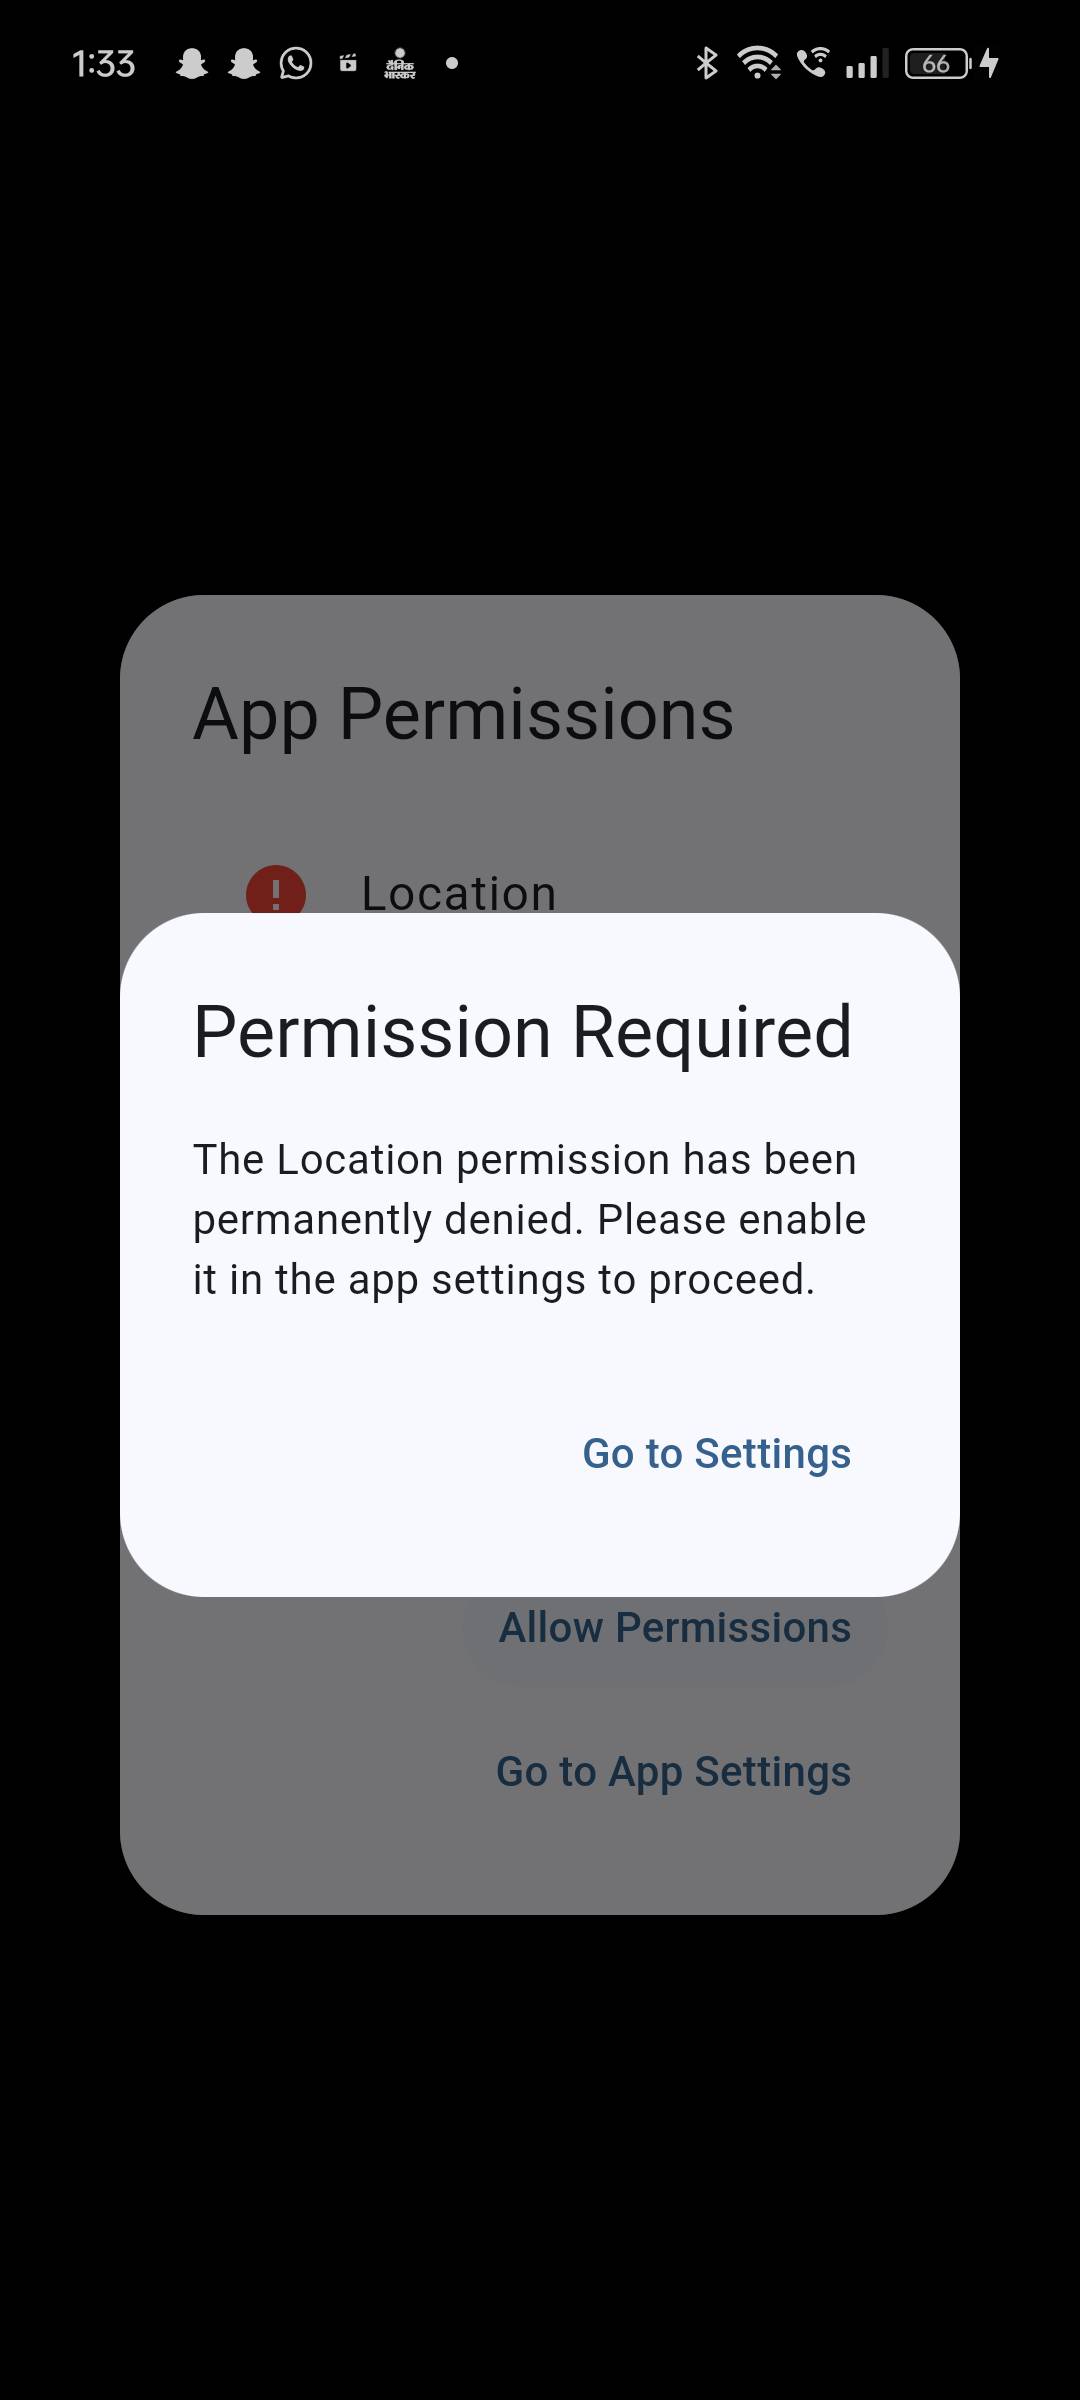 1:33
दैनिक
भास्कर
66
App Permissions
Location
Permission Required
The Location permission has been
permanently denied. Please enable
it in the app settings to proceed.
Go to Settings
Allow Permissions
Go to App Settings